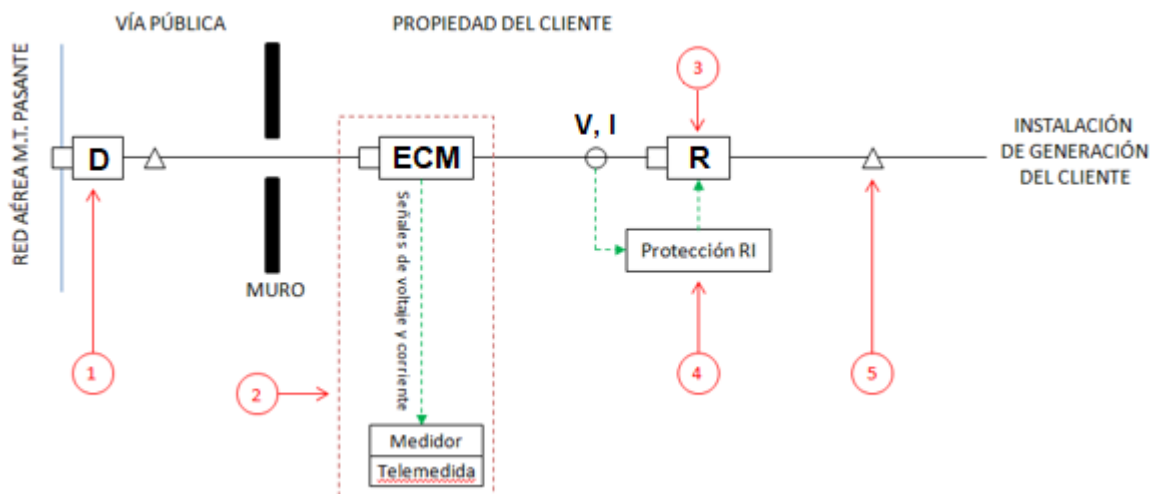 VÍA PÚBLICA
PROPIEDAD DEL CLIENTE
RED AÉREA M.T. PASANTE
D
MURO
ECM
Señales de voltaje y corriente
Medidor
Telemedida
V, I
R
Protección RI
INSTALACIÓN
DE GENERACIÓN
DEL CLIENTE
1
2
3
4
5